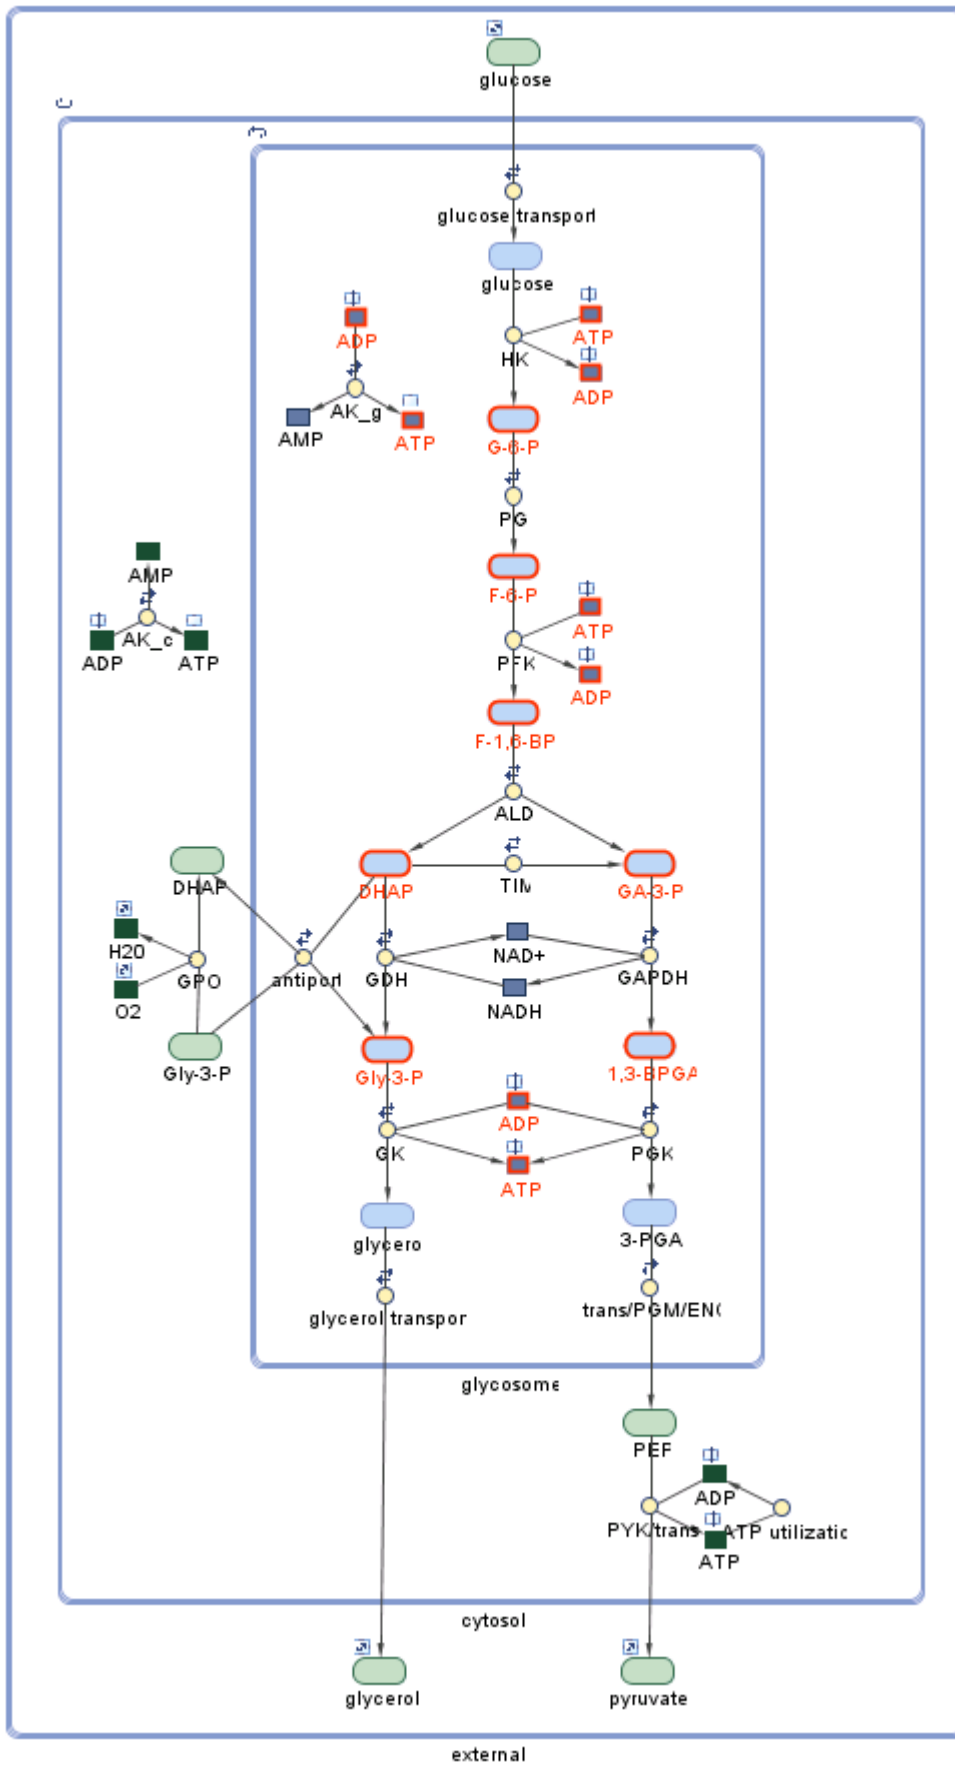 glucose
glucose transport
glucose
ATP
ADP
HK
ADP
AK_g
AMP
ATP
G-6-P
PG
AMP
F-6-P
ATP
AK_c
ADP
ATP
PFK
ADP
F-1,6-BP
ALD
DHAP
DHAP
TIM
GA-3-P
H2O
NAD+
GPO
antiport
GDH
GAPDH
O2
NADH
Gly-3-P
Gly-3-P
1,3-BPGA
ADP
GK
PGK
ATP
glycero
3-PGA
glycerol transpor
trans/PGM/EN(
glycosome
PEP
ADP
PYK/trans
ATP utilizatic
ATP
cytosol
glycerol
pyruvate
external